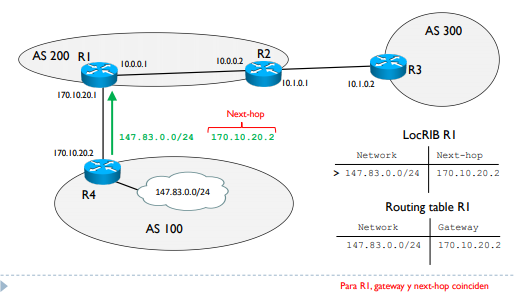 AS 300
AS 200
R1
R2
10.0.0.1
10.0.0.2
R3
10.1.0.1
10.1.0.2
170.10.20.1
Next-hop
147.83.0.0/24 170.10.20.2
LocRIB R1
Network Next-hop
> 147.83.0.0/24 170.10.20.2
170.10.20.2
R4
147.83.0.0/24
AS 100
Routing table R1
Network Gateway
147.83.0.0/24 170.10.20.2
Para R1, gateway y next-hop coinciden